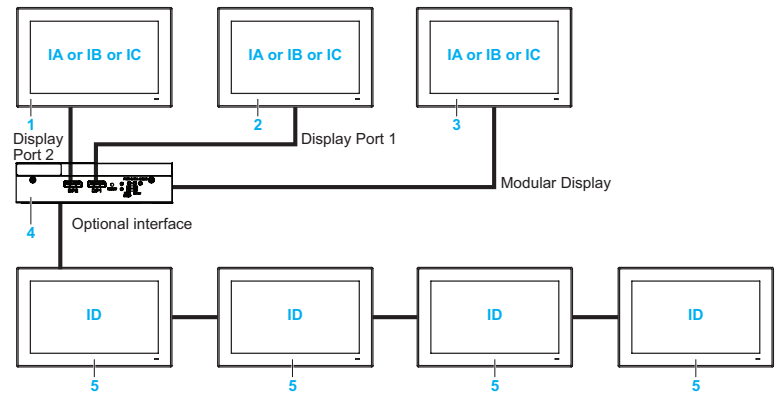 IA or IB or IC
IA or IB or IC
IA or IB or IC
1
2
3
Display
Port 2
Display Port 1
Modular Display
4
Optional interface
ID
ID
ID
ID
5
5
5
5